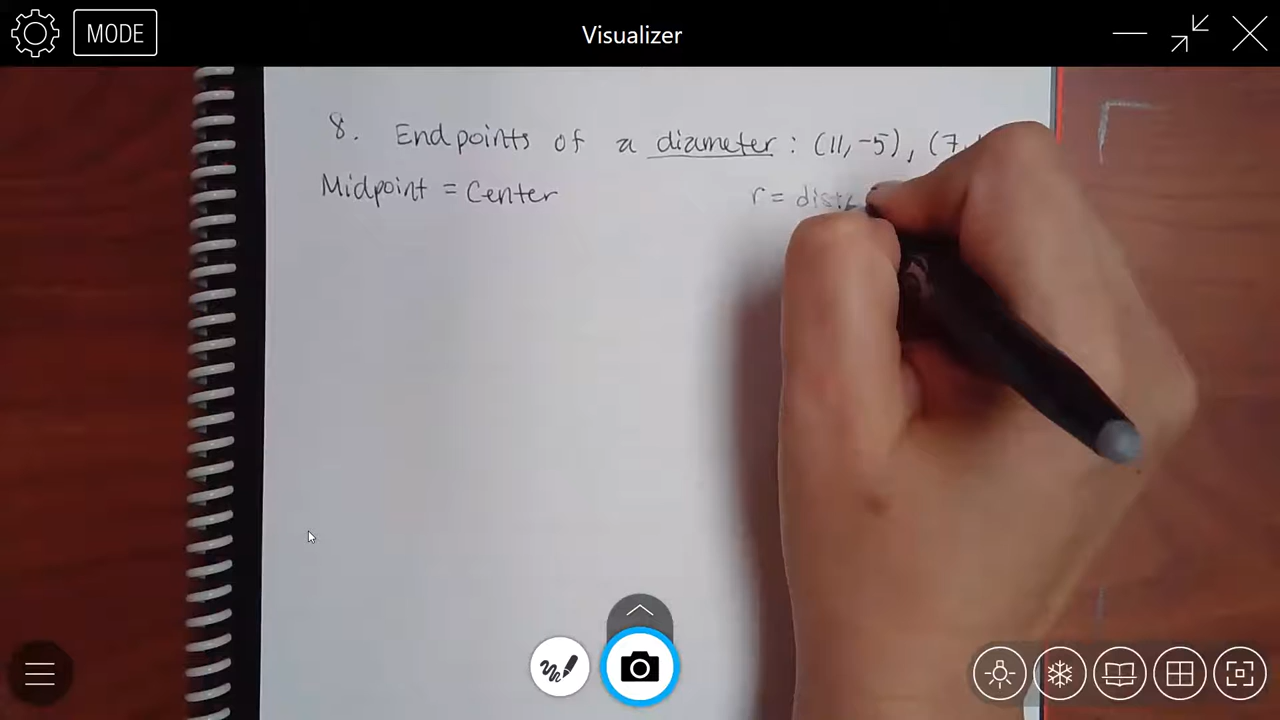 MODE
Visualizer
8. Endpoints of a diameter : (11, -5), (7,
Midpoint = Center
r =